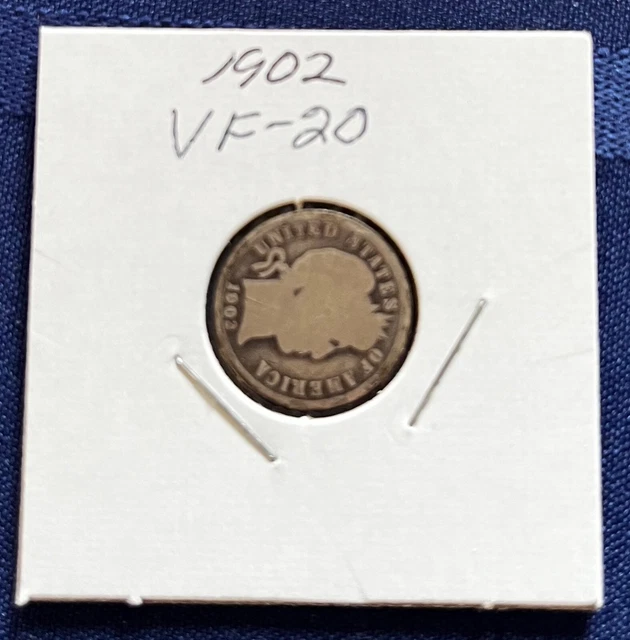 1902
VF-20
UNITED STATES OF AMERICA
1902